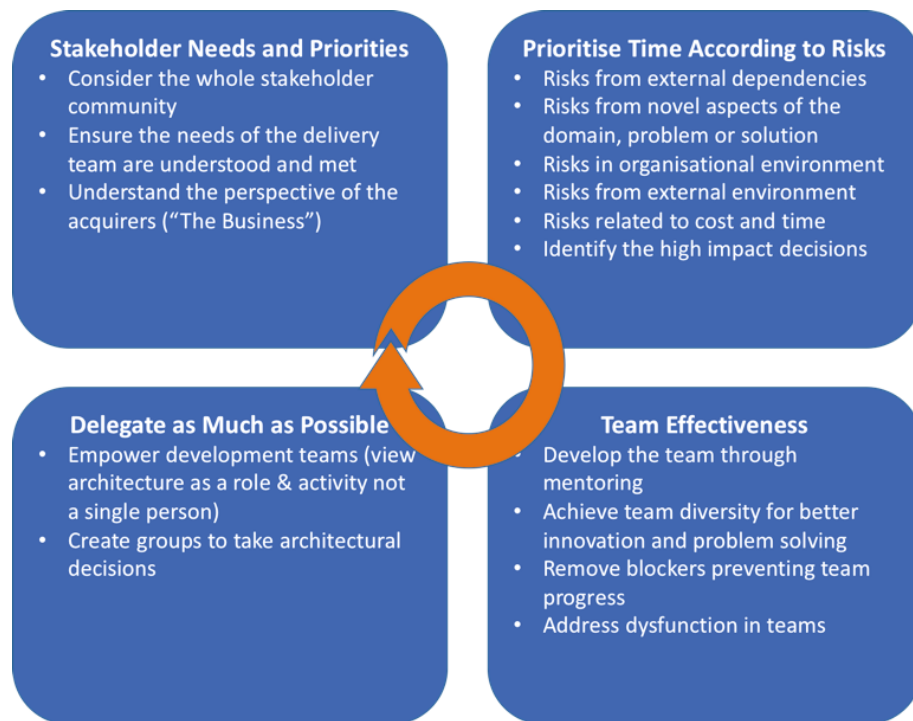 Stakeholder Needs and Priorities
• Consider the whole stakeholder
community
• Ensure the needs of the delivery
team are understood and met
• Understand the perspective of the
acquirers (“The Business”)
Prioritise Time According to Risks
• Risks from external dependencies
• Risks from novel aspects of the
domain, problem or solution
• Risks in organisational environment
• Risks from external environment
• Risks related to cost and time
• Identify the high impact decisions
Delegate as Much as Possible
• Empower development teams (view
architecture as a role & activity not
a single person)
• Create groups to take architectural
decisions
Team Effectiveness
• Develop the team through
mentoring
• Achieve team diversity for better
innovation and problem solving
• Remove blockers preventing team
progress
• Address dysfunction in teams